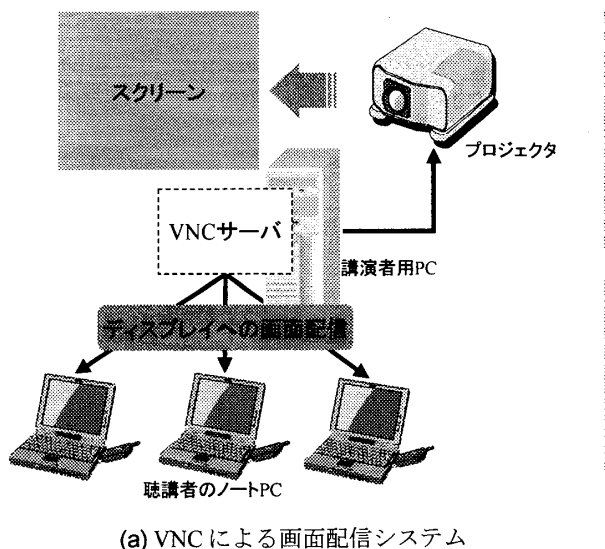 スクリーン
プロジェクタ
VNCサーバ
講演者用PC
ディスプレイへの画面配信
聴講者のノートPC
(a) VNC による画面配信システム